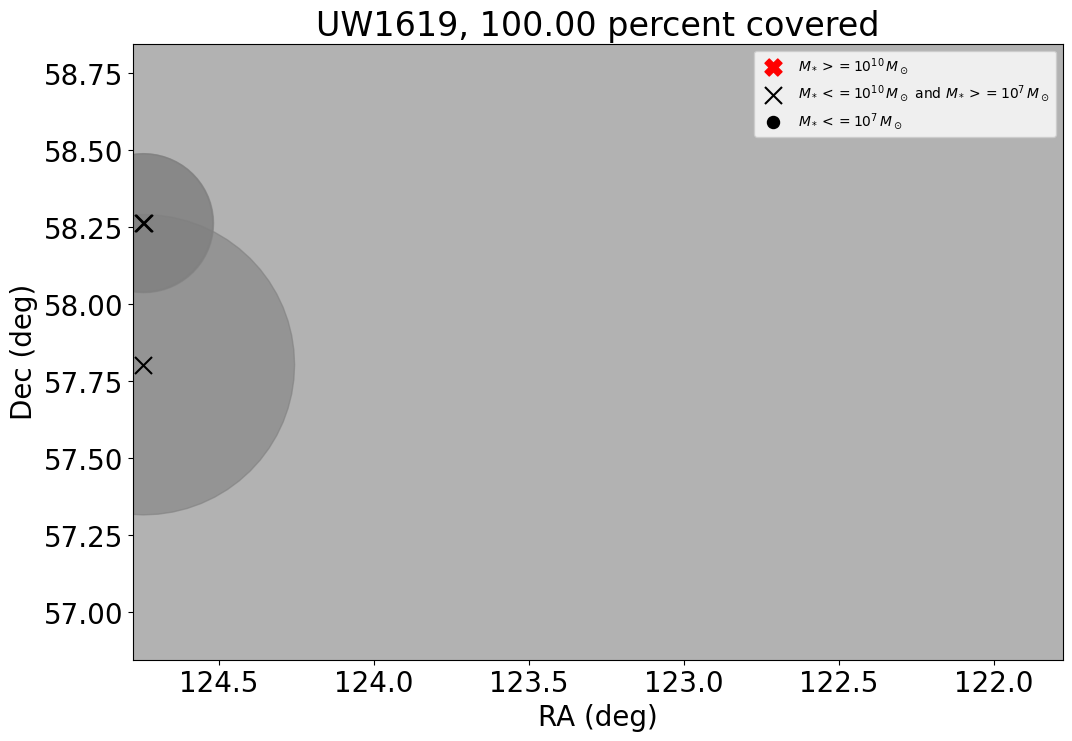 UW1619, 100.00 percent covered
M* >= 10^10 M⊙
M* <= 10^10 M⊙ and M* >= 10^7 M⊙
M* <= 10^7 M⊙
58.75
58.50
58.25
58.00
57.75
57.50
57.25
57.00
Dec (deg)
124.5 124.0 123.5 123.0 122.5 122.0
RA (deg)